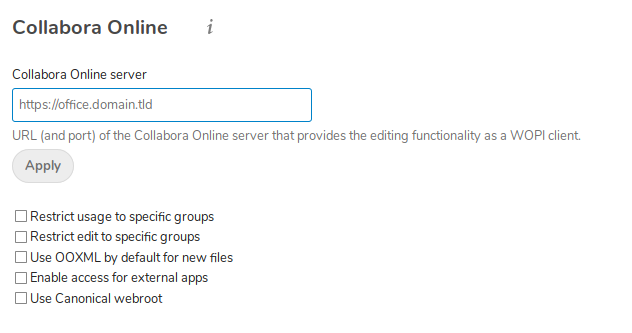 Collabora Online i
Collabora Online server
https://office.domain.tld
URL (and port) of the Collabora Online server that provides the editing functionality as a WOPI client.
Apply
Restrict usage to specific groups
Restrict edit to specific groups
Use OOXML by default for new files
Enable access for external apps
Use Canonical webroot